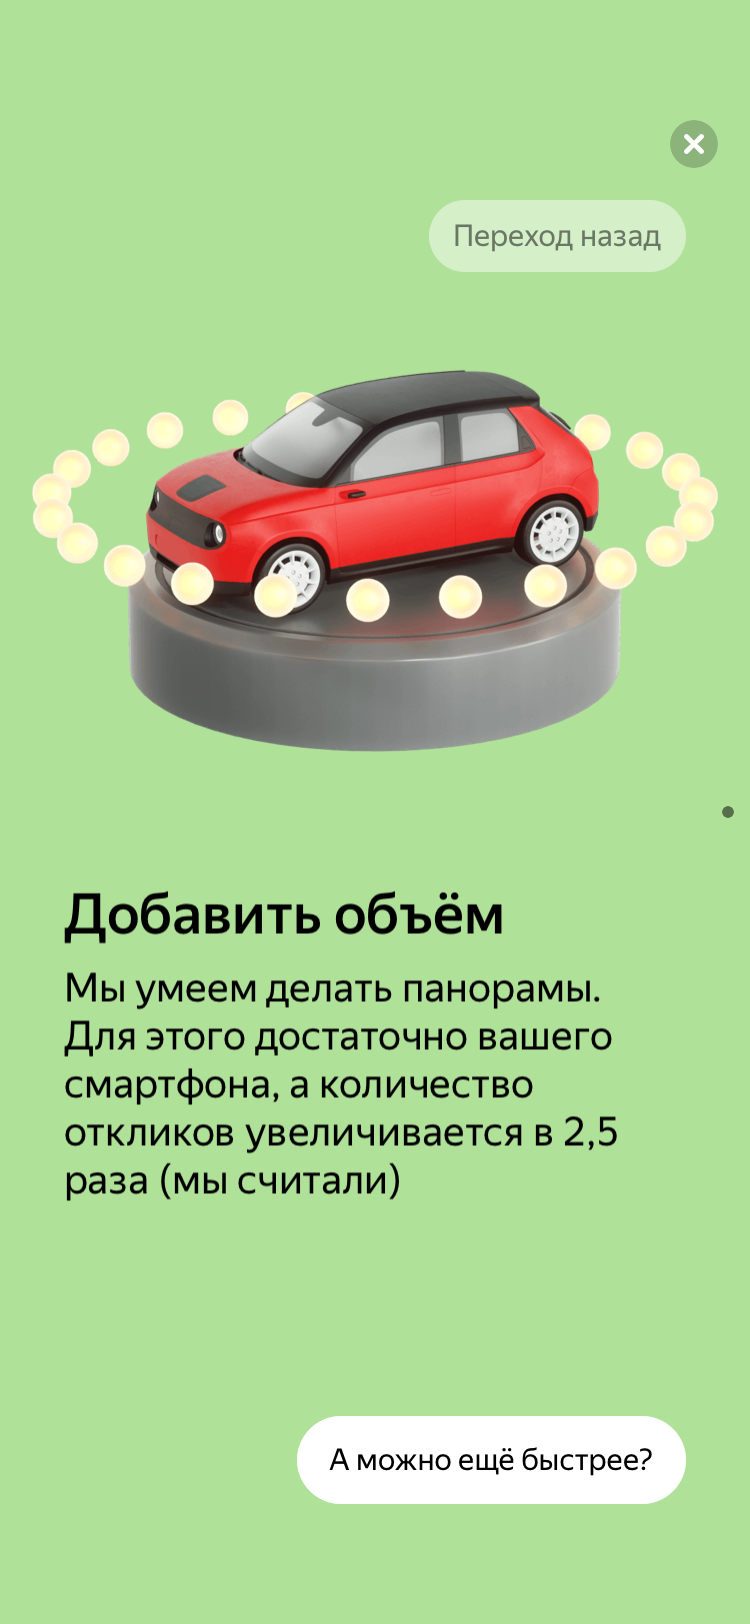 Переход назад
Добавить объём
Мы умеем делать панорамы.
Для этого достаточно вашего
смартфона, а количество
откликов увеличивается в 2,5
раза (мы считали)
А можно ещё быстрее?